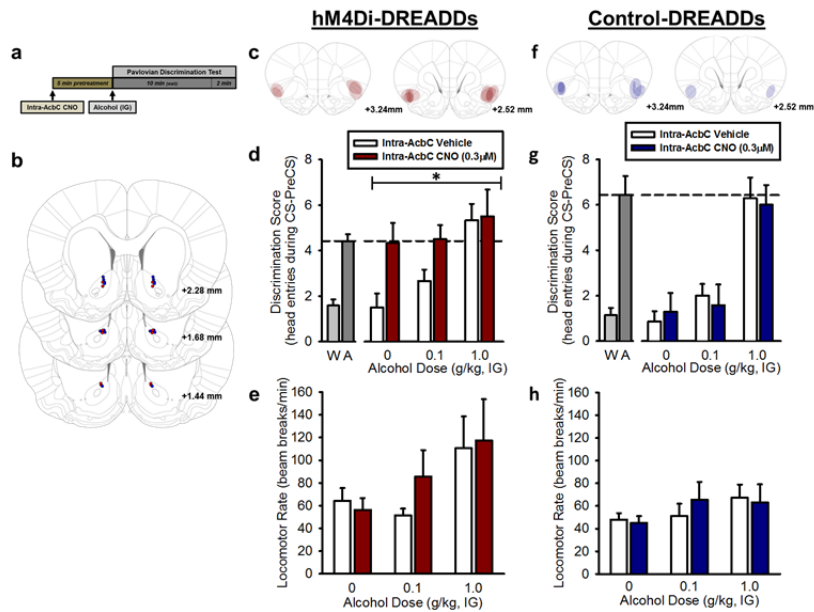 hM4Di-DREADDs
Control-DREADDs
a
Pavlovian Discrimination Test
5 min pretreatment
10 min (wait)
2 min
Intra-AcbC CNO
Alcohol (IG)
b
+2.28 mm
+1.68 mm
+1.44 mm
c
+3.24mm
+2.52 mm
f
+3.24mm
+2.52 mm
d
Intra-AcbC Vehicle
Intra-AcbC CNO (0.3µM)
*
Discrimination Score
(head entries during CS-PreCS)
8
6
4
2
0
W A
0
0.1
1.0
Alcohol Dose (g/kg, IG)
g
Intra-AcbC Vehicle
Intra-AcbC CNO (0.3µM)
Discrimination Score
(head entries during CS-PreCS)
8
6
4
2
0
W A
0
0.1
1.0
Alcohol Dose (g/kg, IG)
e
Locomotor Rate (beam breaks/min)
160
140
120
100
80
60
40
20
0
0
0.1
1.0
Alcohol Dose (g/kg, IG)
h
Locomotor Rate (beam breaks/min)
160
140
120
100
80
60
40
20
0
0
0.1
1.0
Alcohol Dose (g/kg, IG)